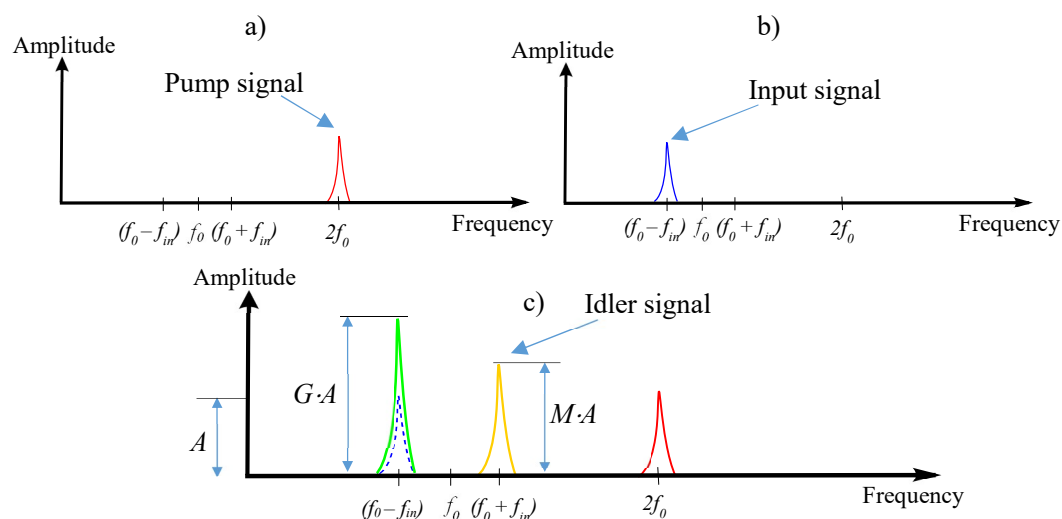 a)
Amplitude
Pump signal
(f₀−fᵢₙ) f₀ (f₀+fᵢₙ)
2f₀
Frequency
b)
Amplitude
Input signal
(f₀−fᵢₙ) f₀ (f₀+fᵢₙ)
2f₀
Frequency
c)
Amplitude
Idler signal
G·A
M·A
A
(f₀−fᵢₙ) f₀ (f₀+fᵢₙ)
2f₀
Frequency